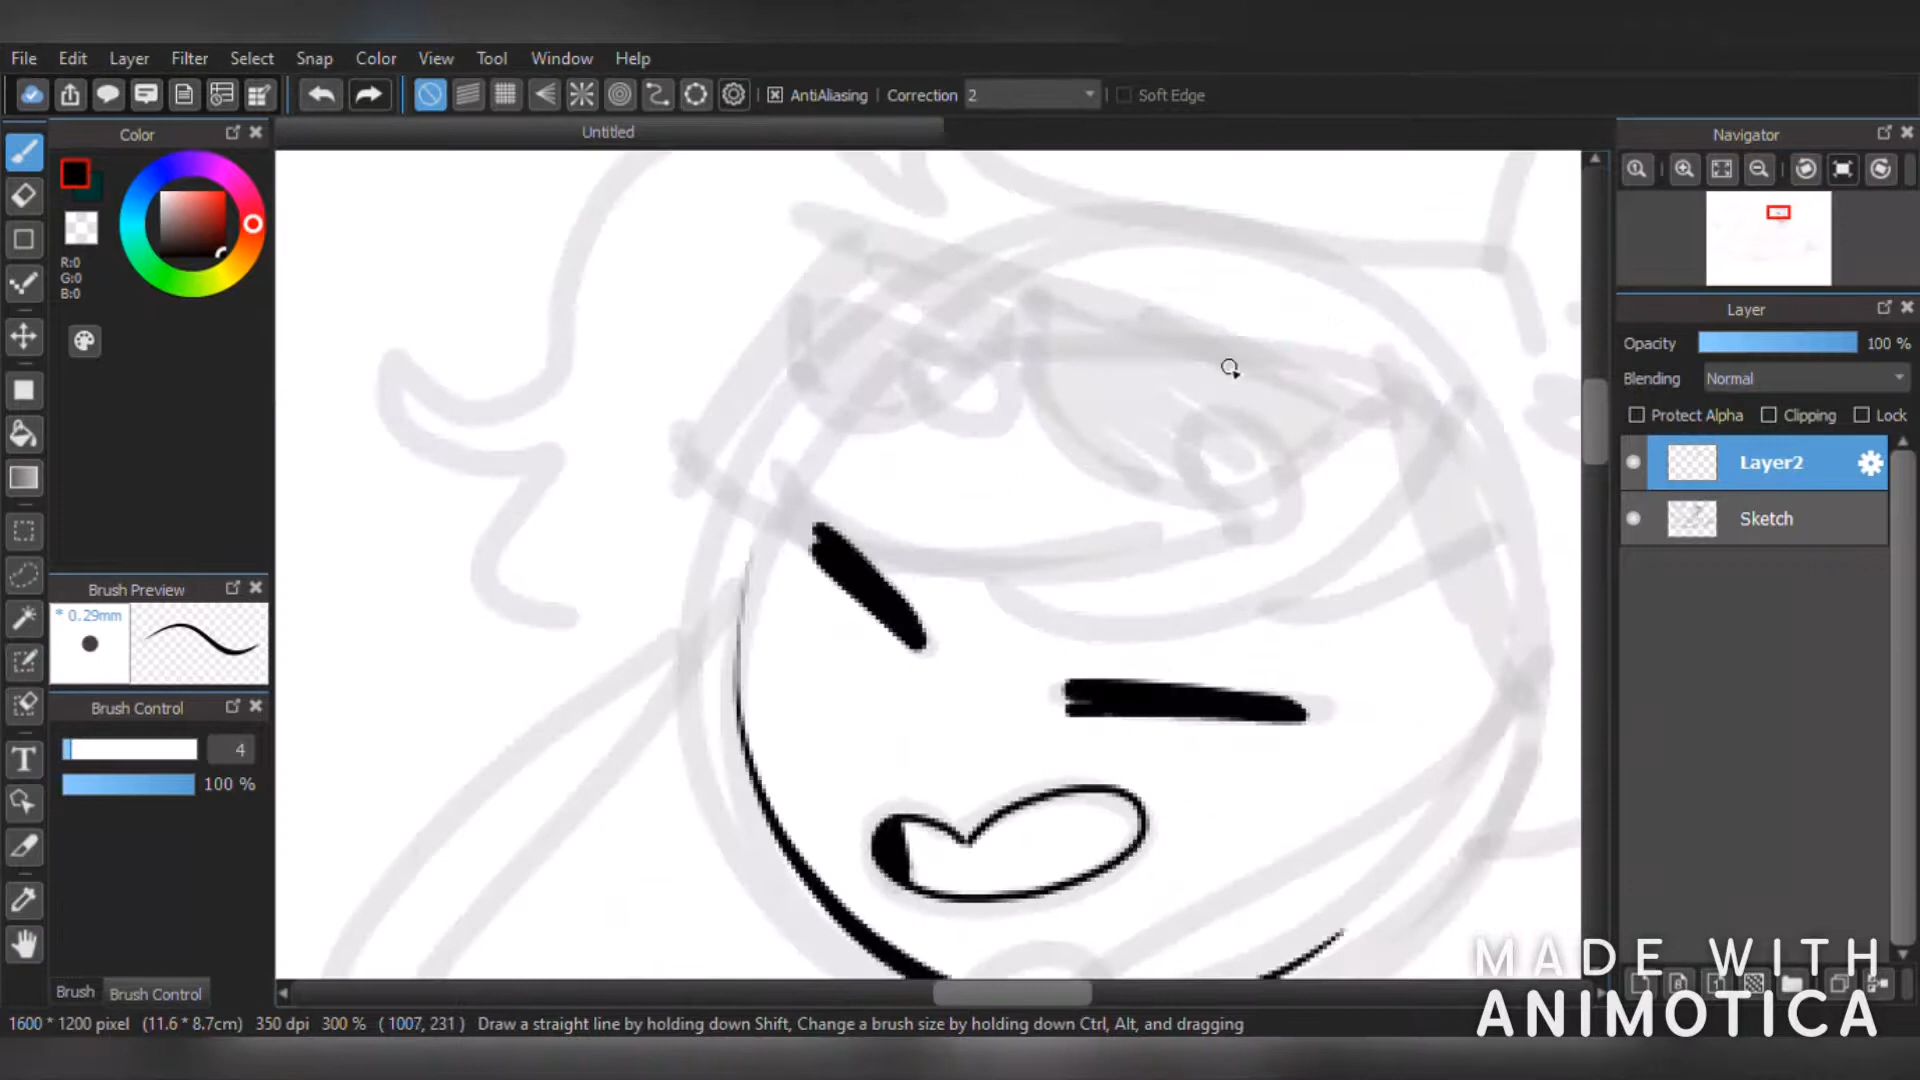 File Edit Layer Filter Select Snap Color View Tool Window Help
AntiAliasing Correction 2 Soft Edge
Color
Untitled
Navigator
R:0
G:0
B:0
Layer
Opacity 100 %
Blending Normal
Protect Alpha Clipping Lock
Layer2
Sketch
Brush Preview
* 0.29mm
Brush Control
4
100 %
Brush Brush Control
1600 * 1200 pixel (11.6 * 8.7cm) 350 dpi 300 % ( 1007, 231 ) Draw a straight line by holding down Shift, Change a brush size by holding down Ctrl, Alt, and dragging
MADE WITH
ANIMOTICA